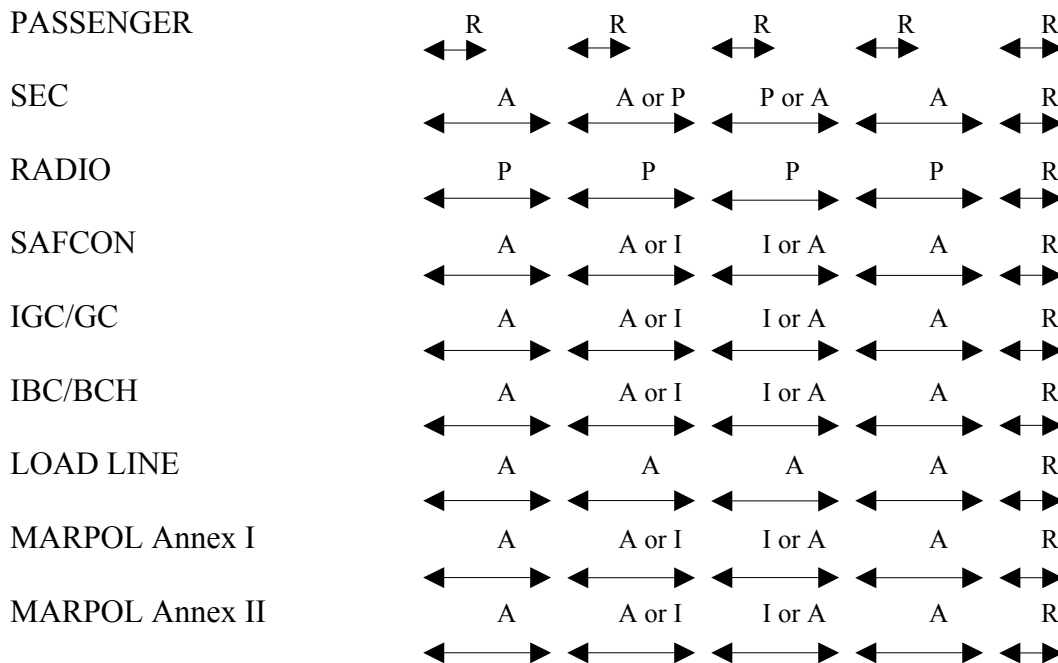 PASSENGER R R R R R
SEC A A or P P or A A R
RADIO P P P P R
SAFCON A A or I I or A A R
IGC/GC A A or I I or A A R
IBC/BCH A A or I I or A A R
LOAD LINE A A A A R
MARPOL Annex I A A or I I or A A R
MARPOL Annex II A A or I I or A A R